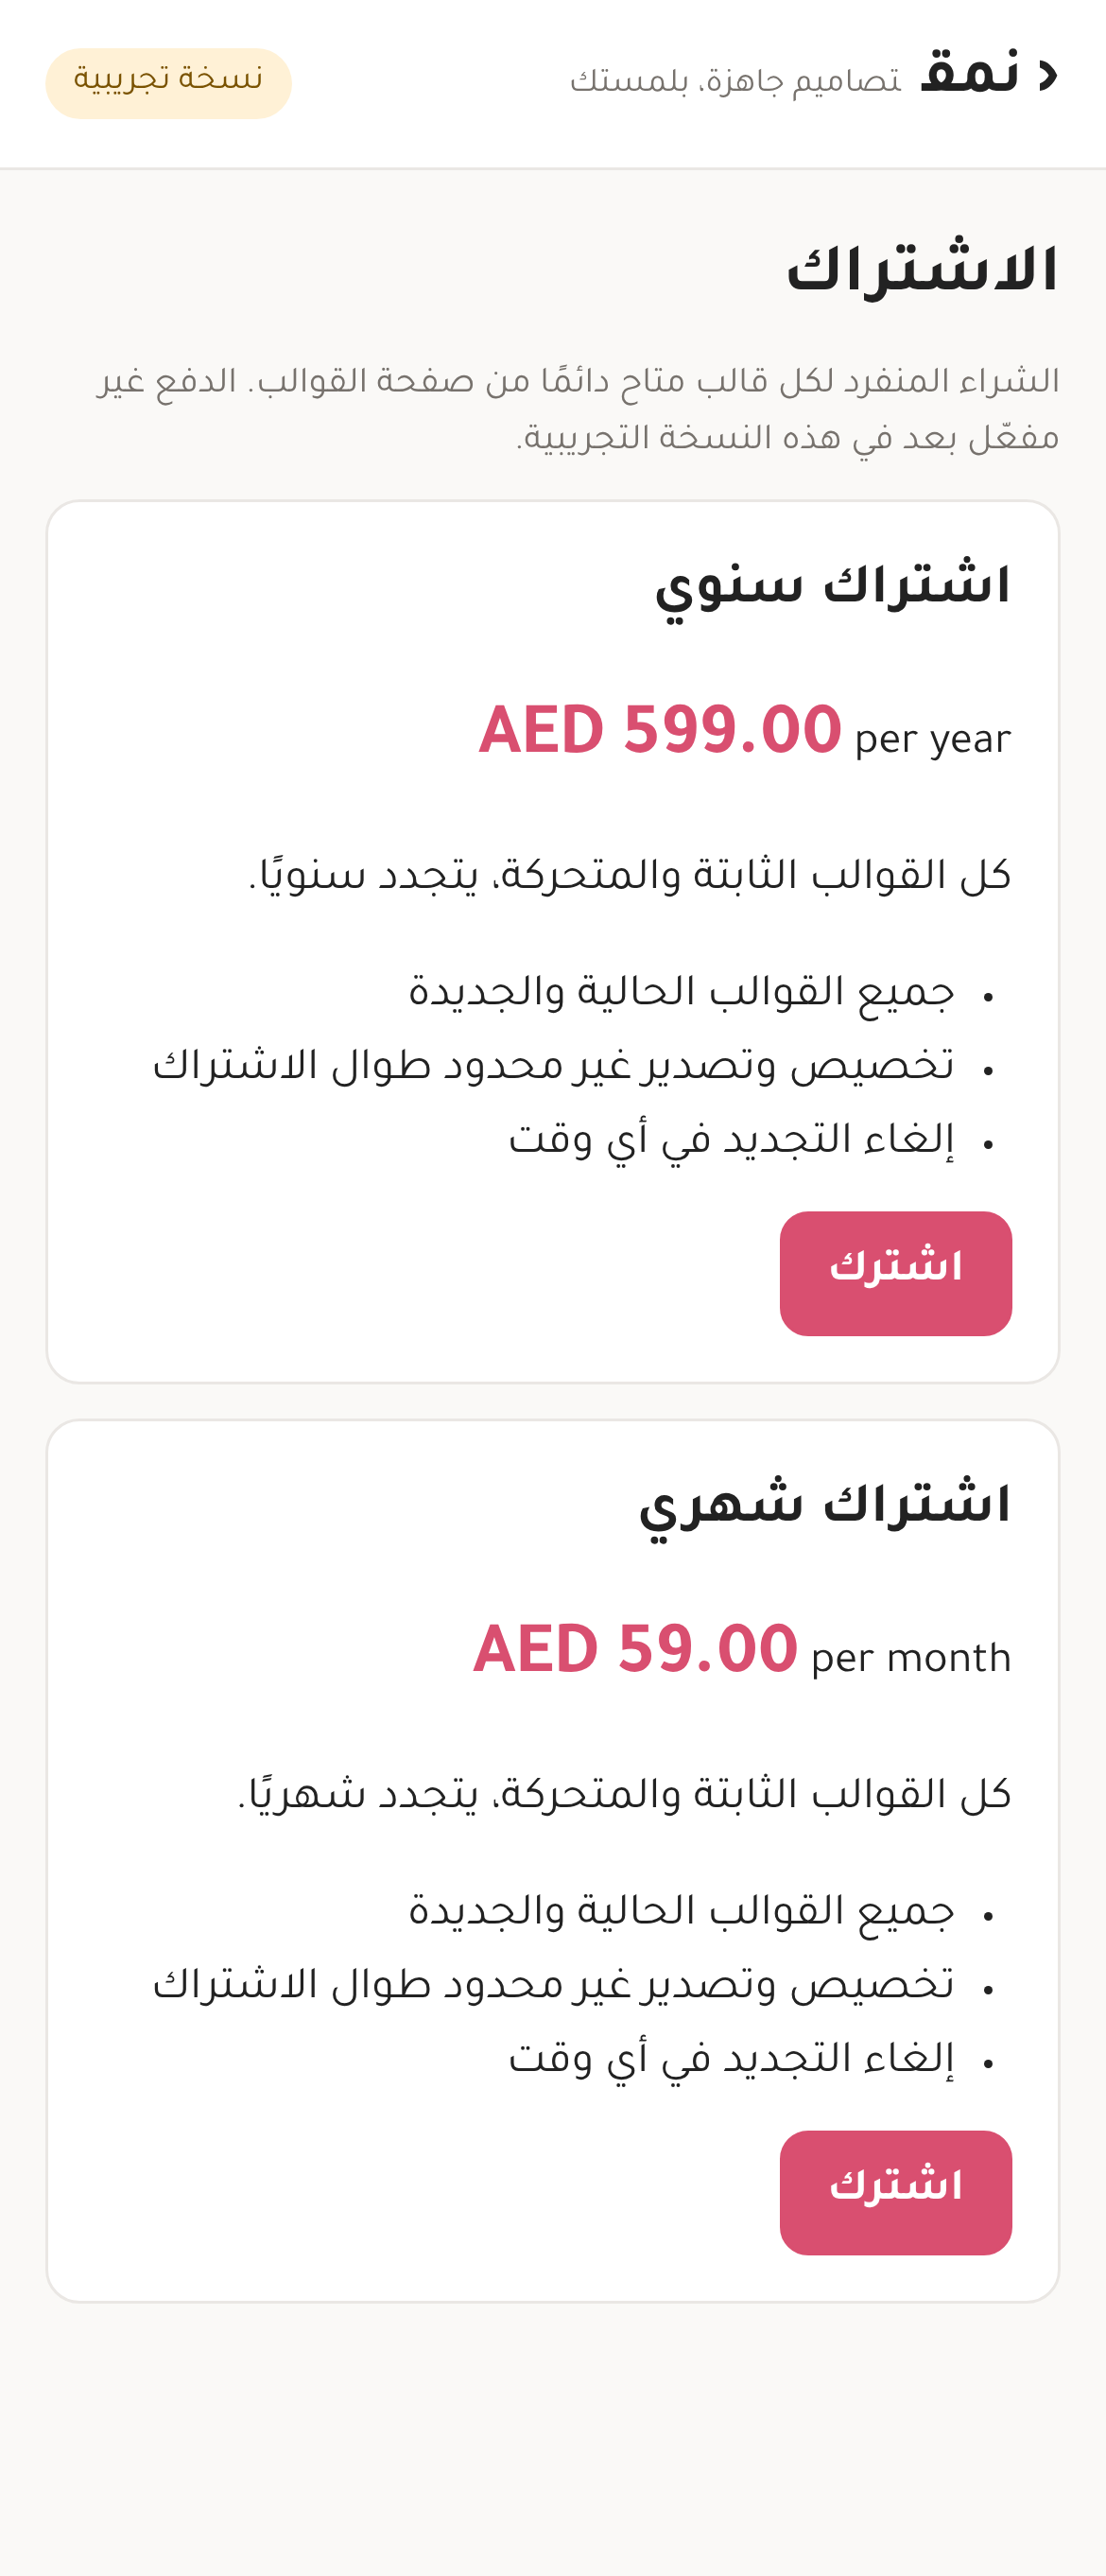 ‹ نمق تصاميم جاهزة، بلمستك
نسخة تجريبية
الاشتراك
الشراء المنفرد لكل قالب متاح دائمًا من صفحة القوالب. الدفع غير
مفعّل بعد في هذه النسخة التجريبية.
اشتراك سنوي
AED 599.00 per year
كل القوالب الثابتة والمتحركة، يتجدد سنويًا.
• جميع القوالب الحالية والجديدة
• تخصيص وتصدير غير محدود طوال الاشتراك
• إلغاء التجديد في أي وقت
اشترك
اشتراك شهري
AED 59.00 per month
كل القوالب الثابتة والمتحركة، يتجدد شهريًا.
• جميع القوالب الحالية والجديدة
• تخصيص وتصدير غير محدود طوال الاشتراك
• إلغاء التجديد في أي وقت
اشترك